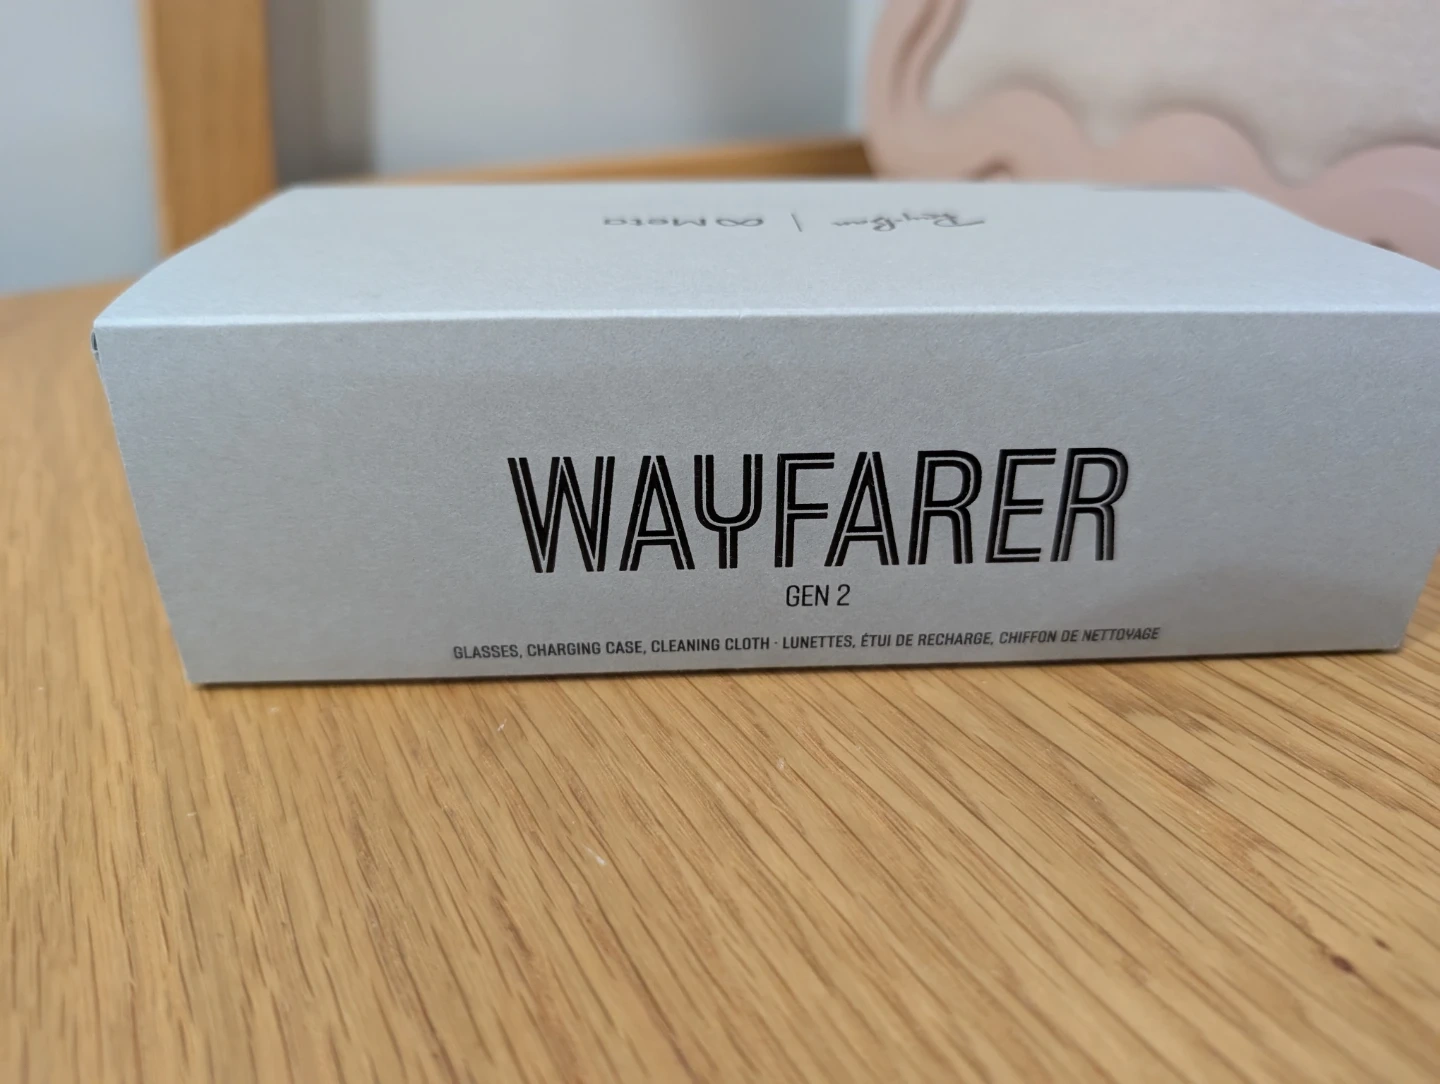 Ray-Ban | Meta
WAYFARER
GEN 2
GLASSES, CHARGING CASE, CLEANING CLOTH · LUNETTES, ÉTUI DE RECHARGE, CHIFFON DE NETTOYAGE